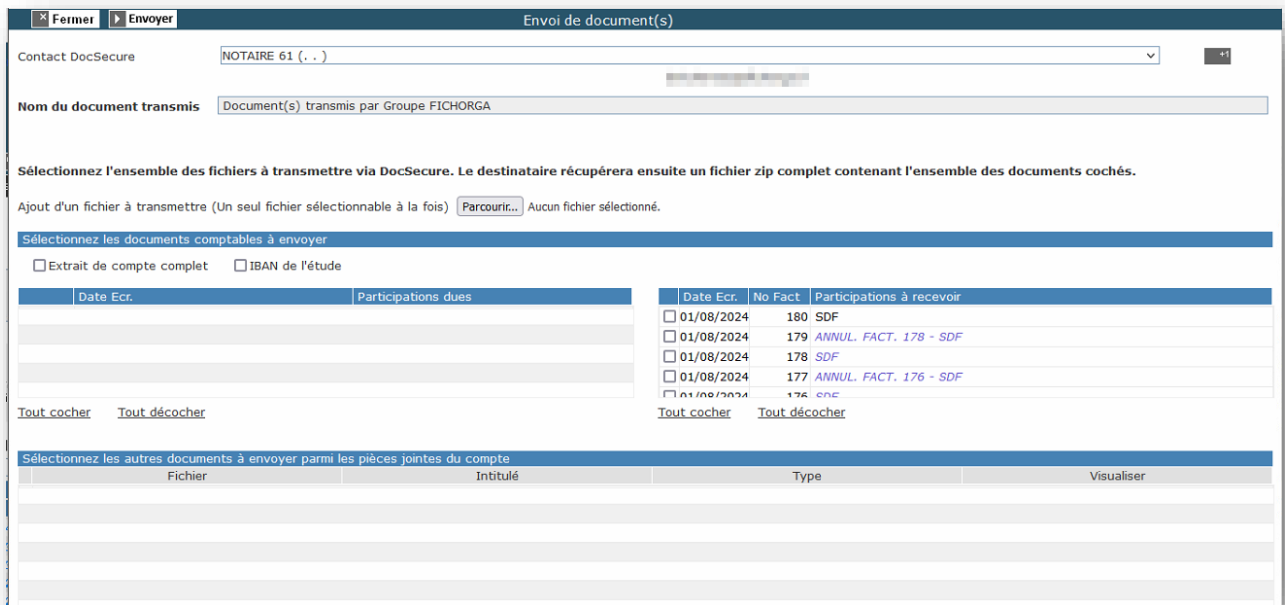 Fermer Envoyer Envoi de document(s)
Contact DocSecure NOTAIRE 61 (. . ) +1
Nom du document transmis Document(s) transmis par Groupe FICHORGA
Sélectionnez l'ensemble des fichiers à transmettre via DocSecure. Le destinataire récupérera ensuite un fichier zip complet contenant l'ensemble des documents cochés.
Ajout d'un fichier à transmettre (Un seul fichier sélectionnable à la fois) Parcourir... Aucun fichier sélectionné.
Sélectionnez les documents comptables à envoyer
Extrait de compte complet IBAN de l'étude
Date Ecr. Participations dues Date Ecr. No Fact Participations à recevoir
01/08/2024 180 SDF
01/08/2024 179 ANNUL. FACT. 178 - SDF
01/08/2024 178 SDF
01/08/2024 177 ANNUL. FACT. 176 - SDF
01/08/2024 176 SDF
Tout cocher Tout décocher Tout cocher Tout décocher
Sélectionnez les autres documents à envoyer parmi les pièces jointes du compte
Fichier Intitulé Type Visualiser